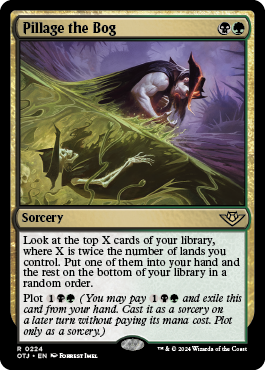 Pillage the Bog
Sorcery
Look at the top X cards of your library,
where X is twice the number of lands you
control. Put one of them into your hand and
the rest on the bottom of your library in a
random order.
Plot 1 (You may pay 1 and exile this
card from your hand. Cast it as a sorcery on
a later turn without paying its mana cost. Plot
only as a sorcery.)
R 0224
OTJ • EN Forrest Imel
™ & © 2024 Wizards of the Coast